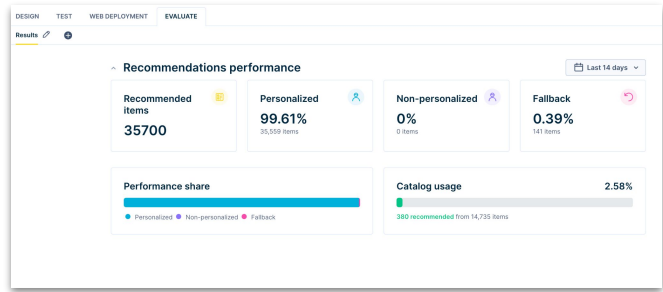 DESIGN TEST WEB DEPLOYMENT EVALUATE
Results
Recommendations performance
Last 14 days
Recommended items
35700
Personalized
99.61%
35,559 items
Non-personalized
0%
0 items
Fallback
0.39%
141 items
Performance share
Personalized Non-personalized Fallback
Catalog usage 2.58%
380 recommended from 14,735 items